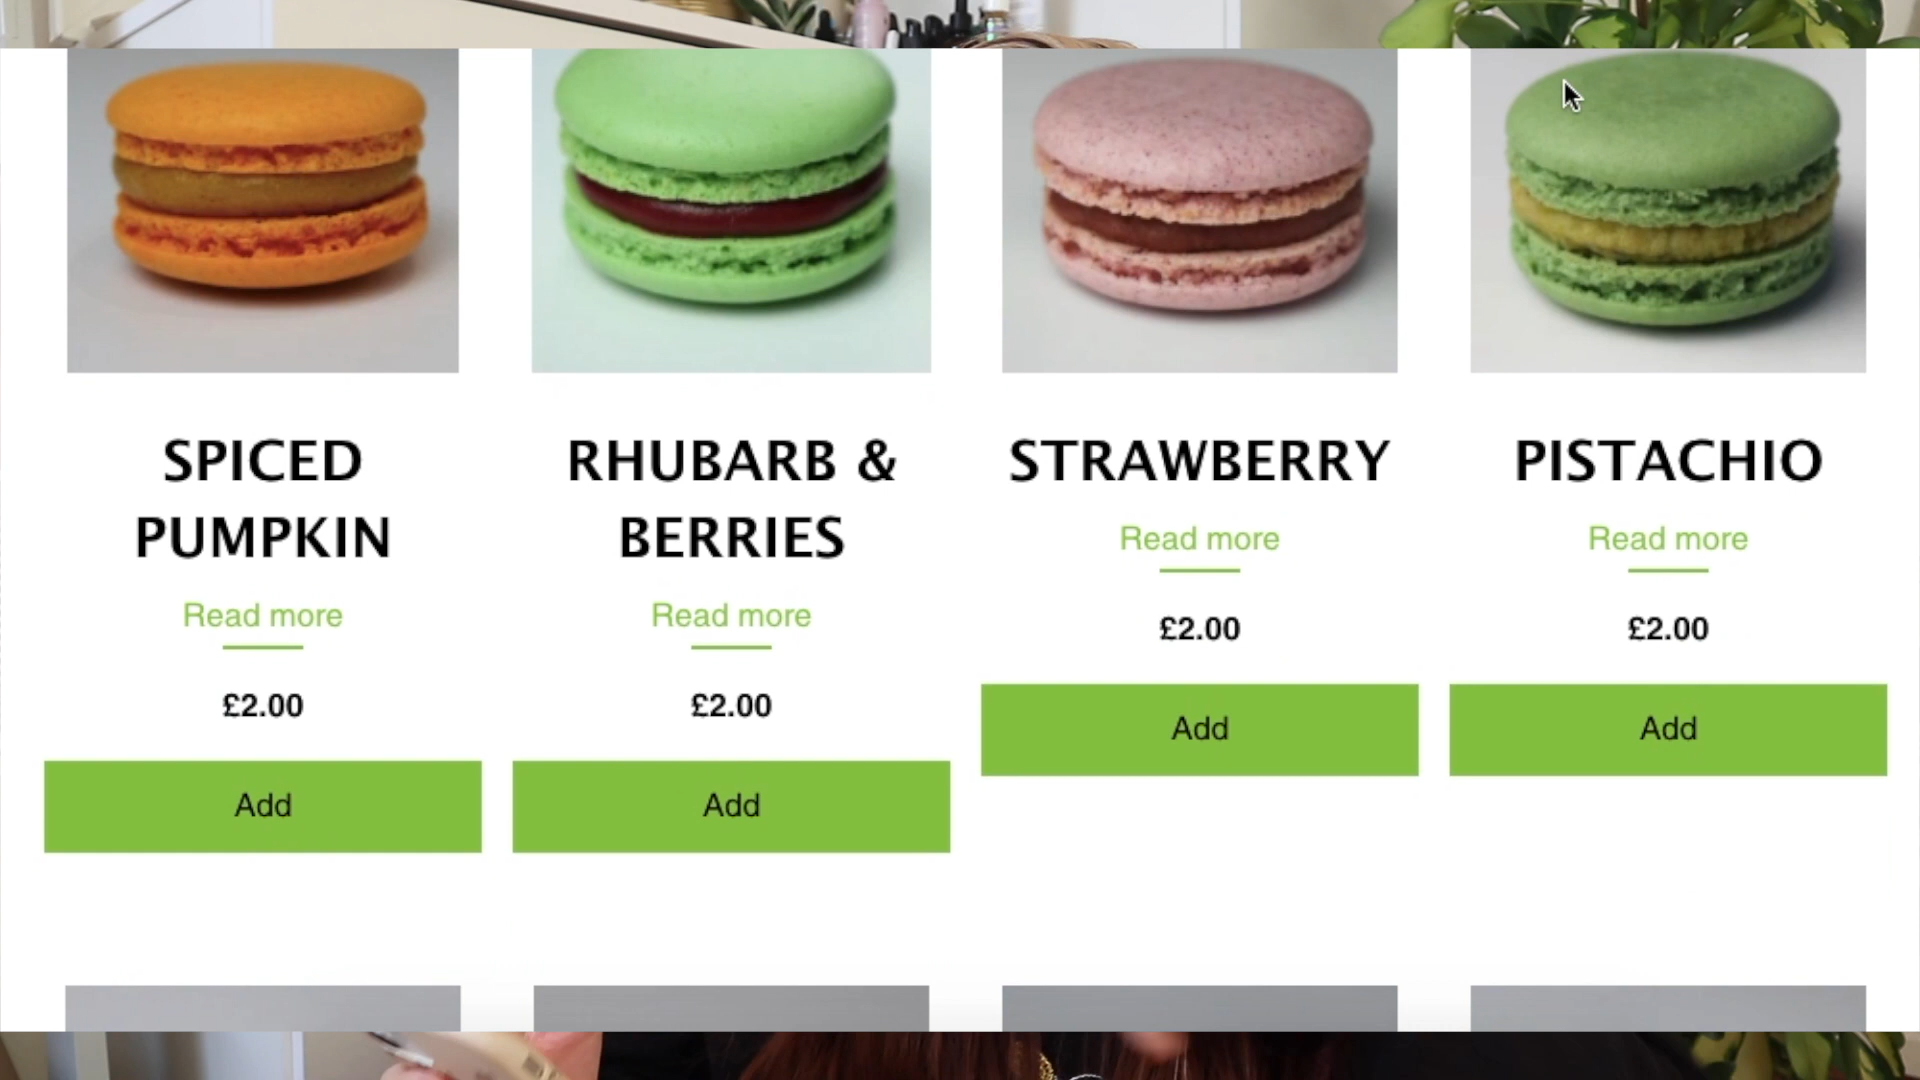 SPICED
PUMPKIN
Read more
£2.00
Add
RHUBARB &
BERRIES
Read more
£2.00
Add
STRAWBERRY
Read more
£2.00
Add
PISTACHIO
Read more
£2.00
Add